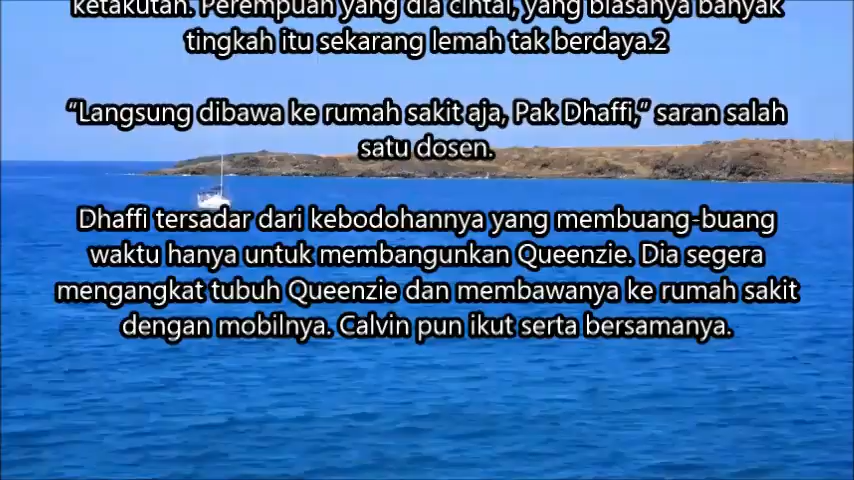 ketakutan. Perempuan yang dia cintai, yang biasanya banyak
tingkah itu sekarang lemah tak berdaya.2
“Langsung dibawa ke rumah sakit aja, Pak Dhaffi,” saran salah
satu dosen.
Dhaffi tersadar dari kebodohannya yang membuang-buang
waktu hanya untuk membangunkan Queenzie. Dia segera
mengangkat tubuh Queenzie dan membawanya ke rumah sakit
dengan mobilnya. Calvin pun ikut serta bersamanya.